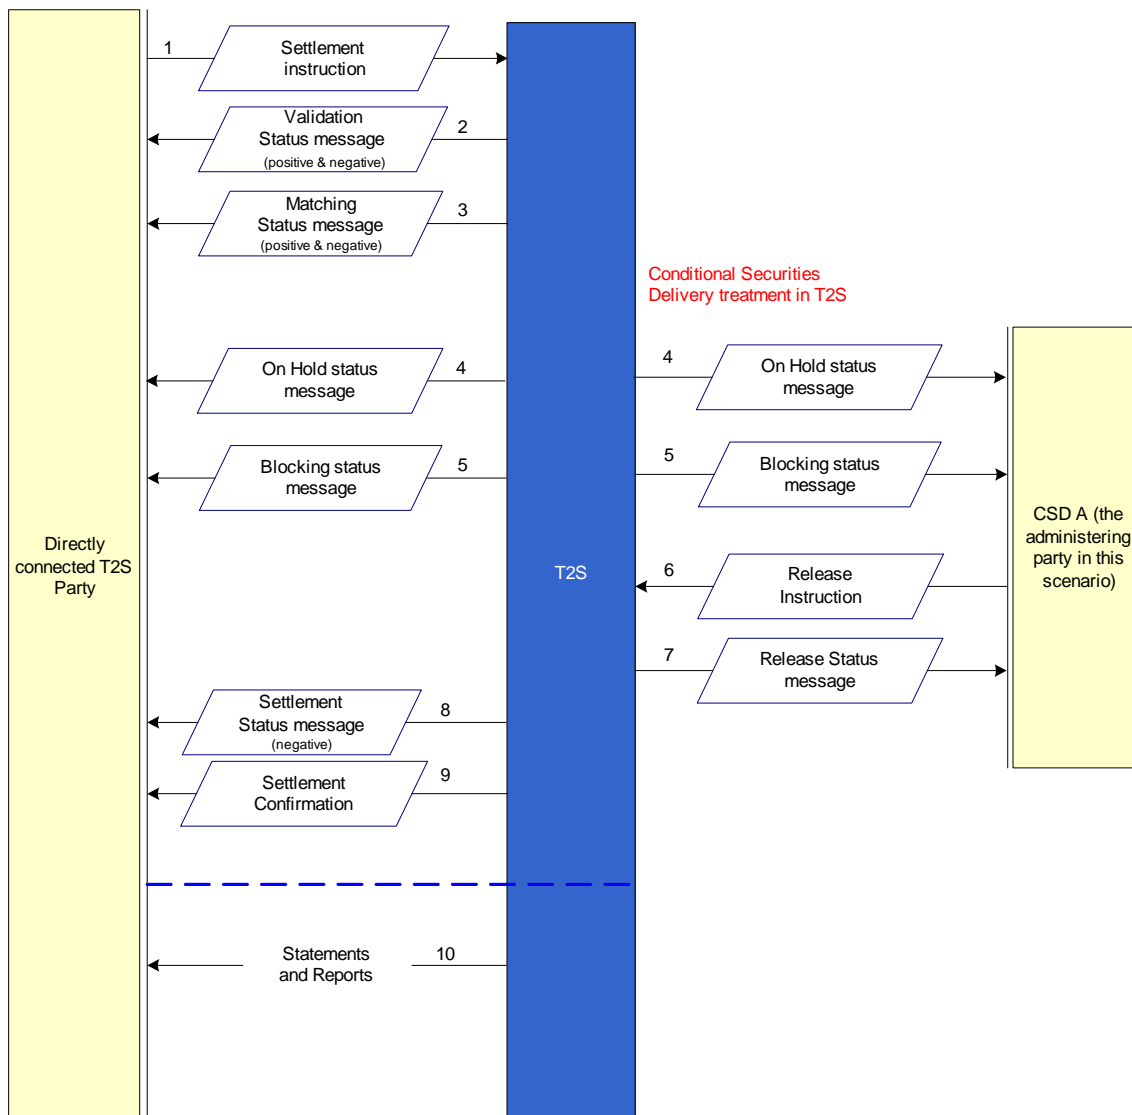 1
Settlement
instruction
Validation
Status message
(positive & negative)
2
Matching
Status message
(positive & negative)
3
Conditional Securities
Delivery treatment in T2S
On Hold status
message
4
4
On Hold status
message
Blocking status
message
5
5
Blocking status
message
Directly
connected T2S
Party
T2S
CSD A (the
administering
party in this
scenario)
6
Release
Instruction
7
Release Status
message
Settlement
Status message
(negative)
8
Settlement
Confirmation
9
Statements
and Reports
10